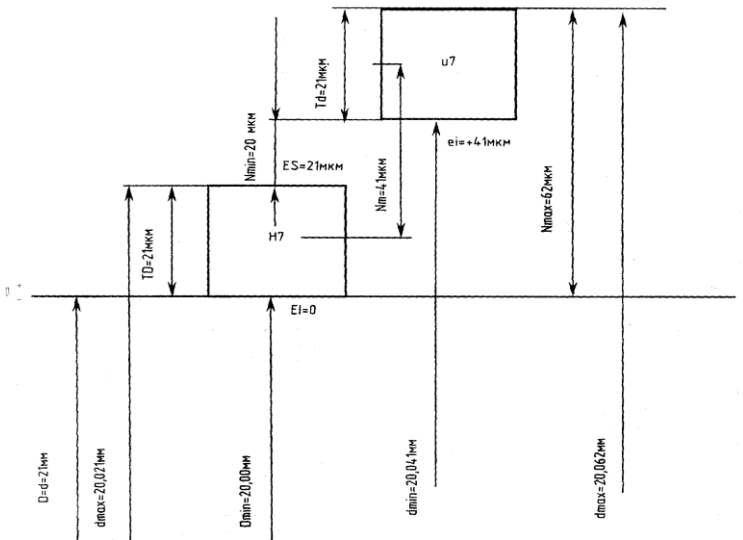 u7
Td=21мкм
ei=+41мкм
Nmin=20 мкм
ES=21мкм
Nm=41мкм
Nmax=62мкм
H7
TD=21мкм
0
+
−
EI=0
D=d=21мм
dmax=20,021мм
Dmin=20,00мм
dmin=20,041мм
dmax=20,062мм